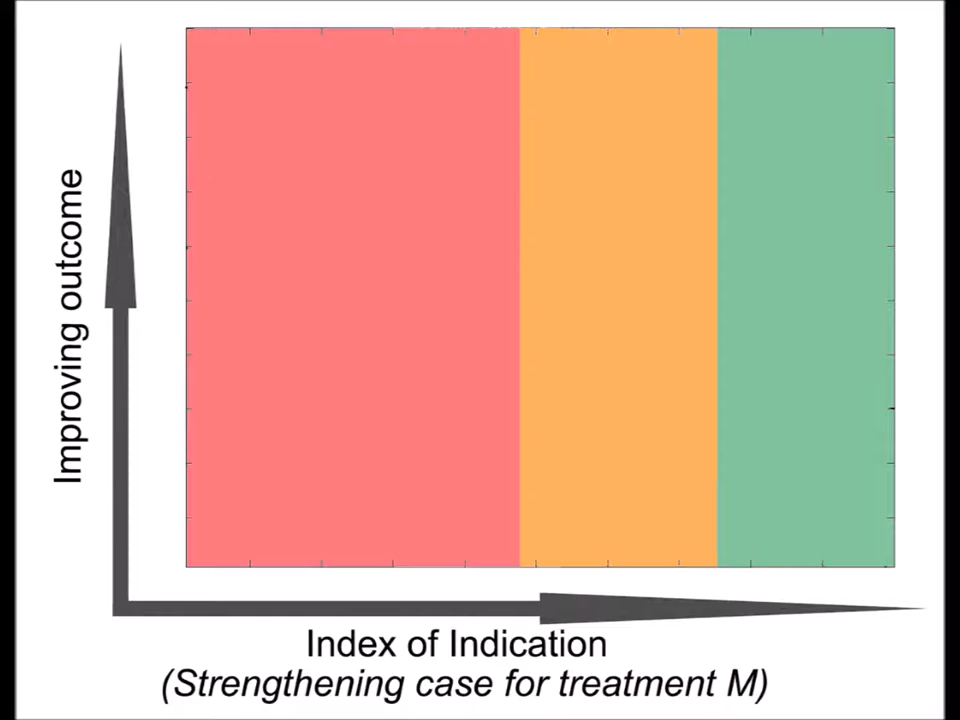 Improving outcome
Index of Indication
(Strengthening case for treatment M)